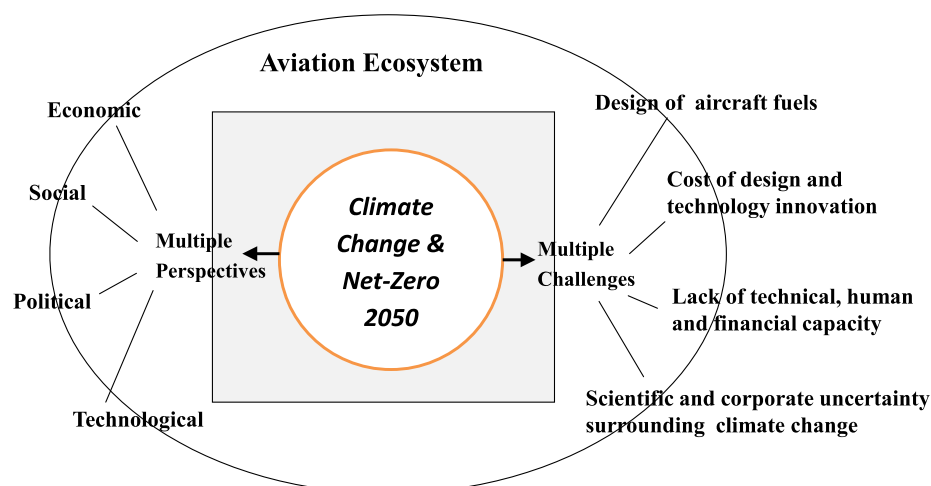 Aviation Ecosystem
Economic
Social
Political
Technological
Multiple
Perspectives
Climate
Change &
Net-Zero
2050
Multiple
Challenges
Design of  aircraft fuels
Cost of design and
technology innovation
Lack of technical, human
and financial capacity
Scientific and corporate uncertainty
surrounding  climate change